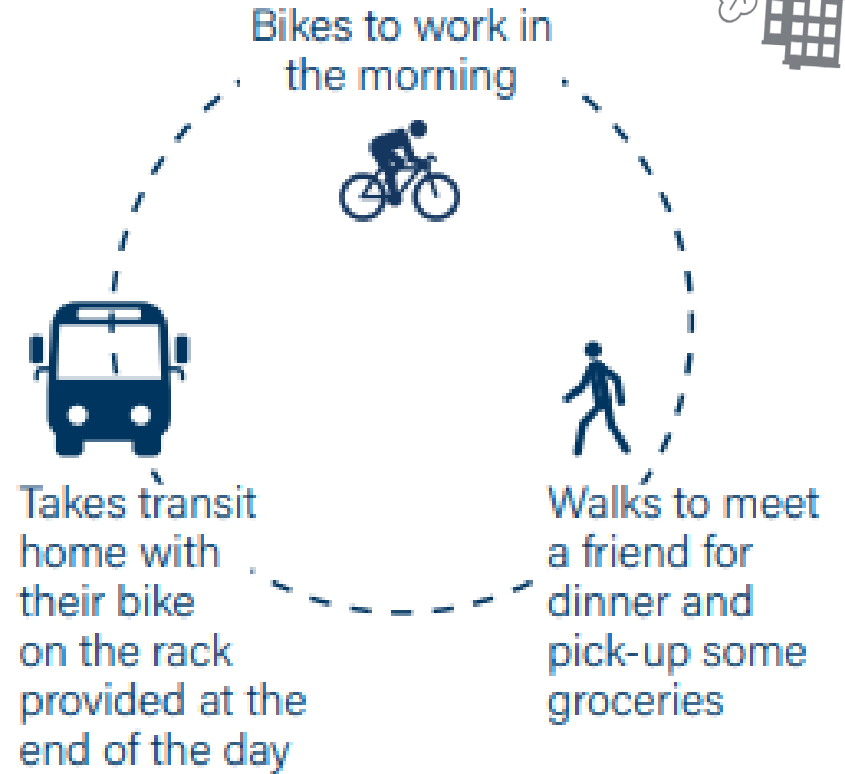 Bikes to work in
the morning
Takes transit
home with
their bike
on the rack
provided at the
end of the day
Walks to meet
a friend for
dinner and
pick-up some
groceries